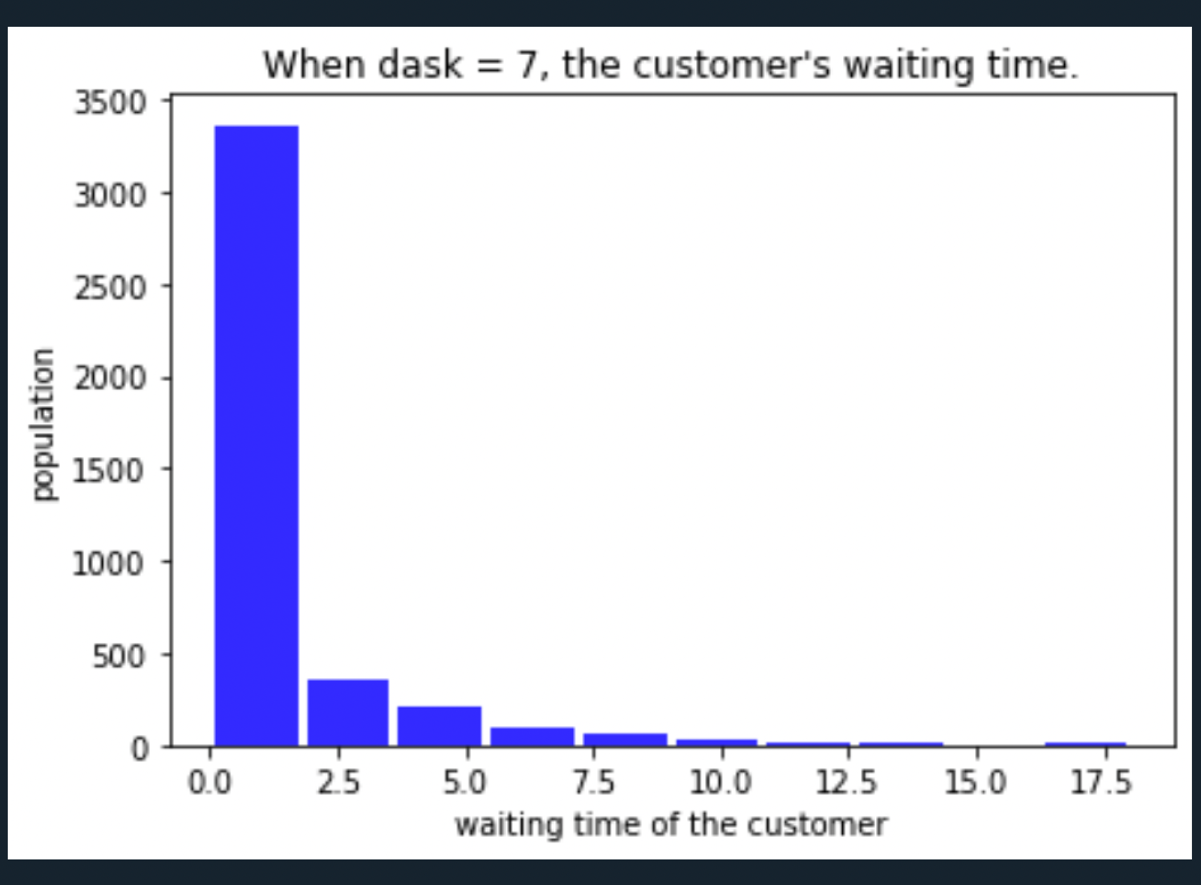 When dask = 7, the customer's waiting time.
3500
3000
2500
2000
1500
1000
500
0
population
0.0 2.5 5.0 7.5 10.0 12.5 15.0 17.5
waiting time of the customer